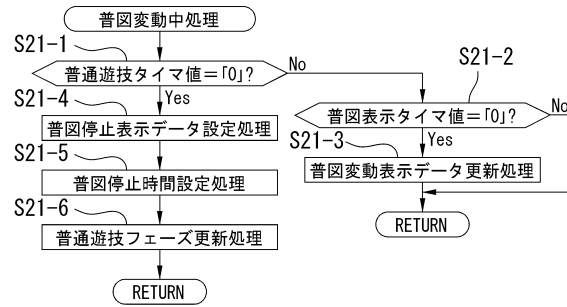 普図変動中処理
S21-1
普通遊技タイマ値=「0」?
No
S21-2
Yes
S21-4
普図停止表示データ設定処理
普図表示タイマ値=「0」?
No
Yes
S21-3
普図変動表示データ更新処理
S21-5
普図停止時間設定処理
S21-6
普通遊技フェーズ更新処理
RETURN
RETURN